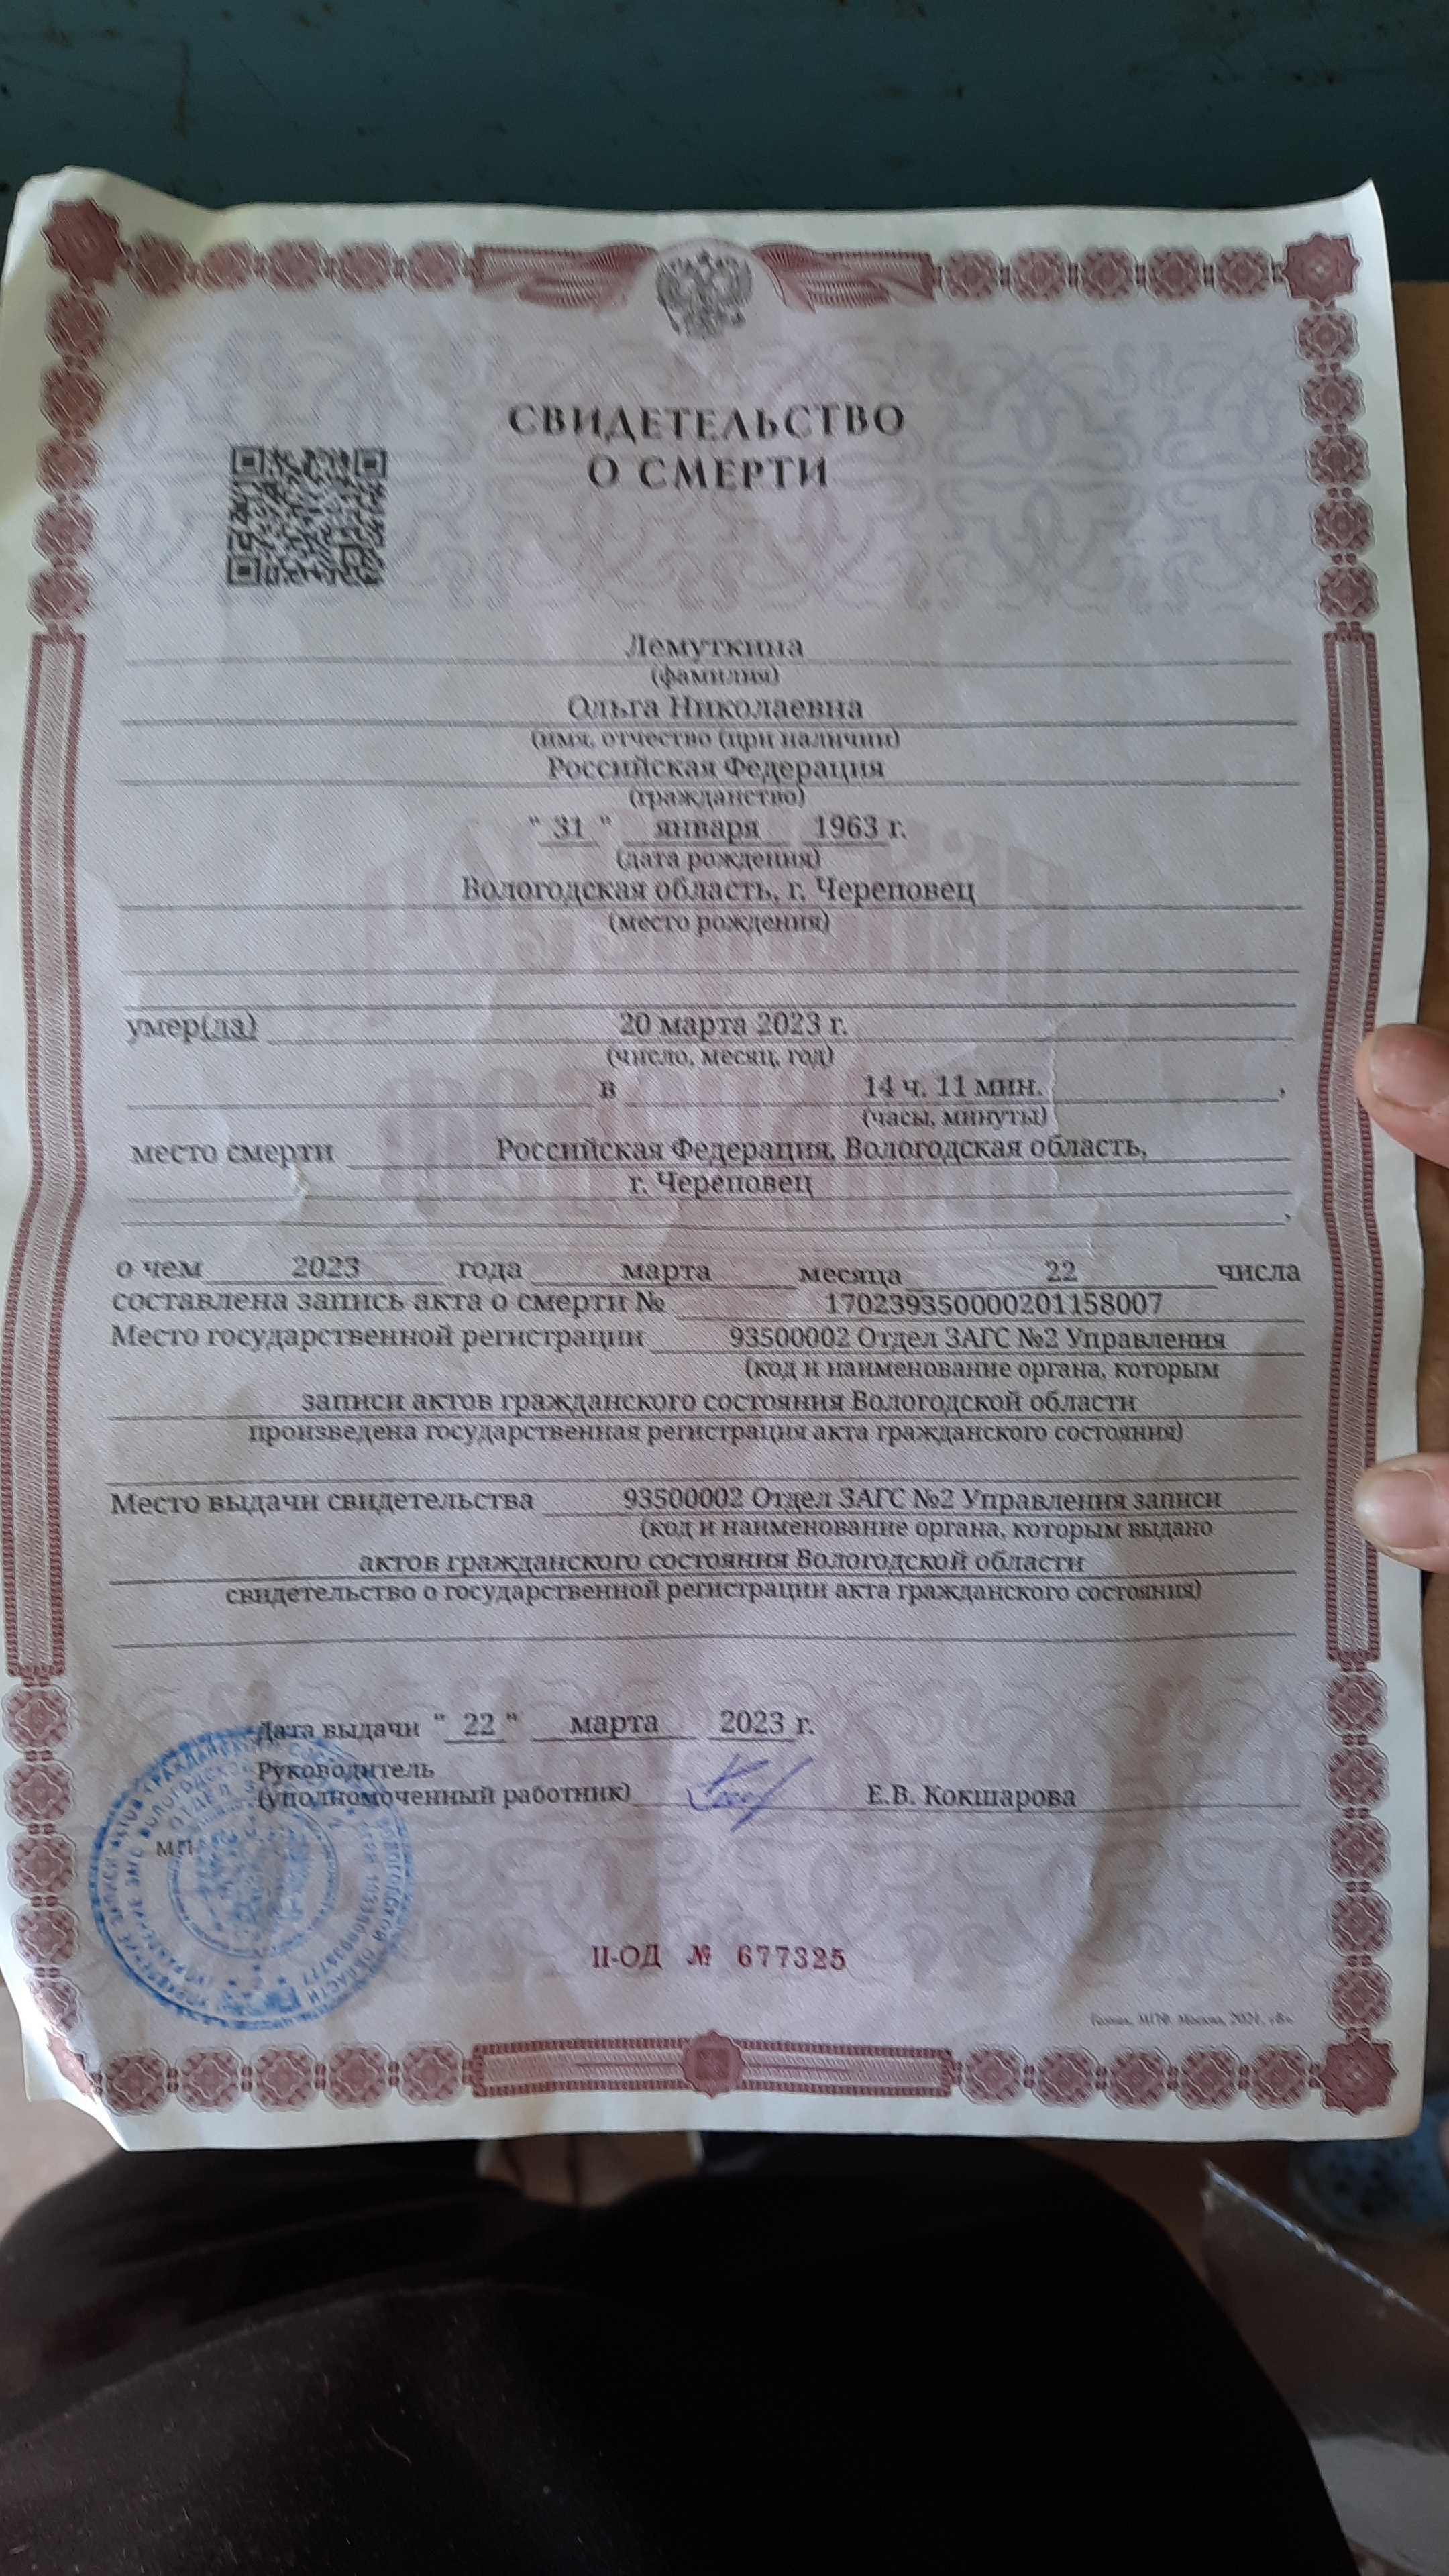 СВИДЕТЕЛЬСТВО
О СМЕРТИ
Лемуткина
(фамилия)
Ольга Николаевна
(имя, отчество (при наличии)
Российская Федерация
(гражданство)
" 31 " января 1963 г.
(дата рождения)
Вологодская область, г. Череповец
(место рождения)
умер(ла) 20 марта 2023 г.
(число, месяц, год)
в 14 ч. 11 мин. ,
(часы, минуты)
место смерти Российская Федерация, Вологодская область,
г. Череповец
,
о чем 2023 года марта месяца 22 числа
составлена запись акта о смерти № 170239350000201158007
Место государственной регистрации 93500002 Отдел ЗАГС №2 Управления
(код и наименование органа, которым
записи актов гражданского состояния Вологодской области
произведена государственная регистрация акта гражданского состояния)
Место выдачи свидетельства 93500002 Отдел ЗАГС №2 Управления записи
(код и наименование органа, которым выдано
актов гражданского состояния Вологодской области
свидетельство о государственной регистрации акта гражданского состояния)
Дата выдачи " 22 " марта 2023 г.
Руководитель
(уполномоченный работник) Е.В. Кокшарова
МП
II-ОД № 677325
Москва, 2021, «В».